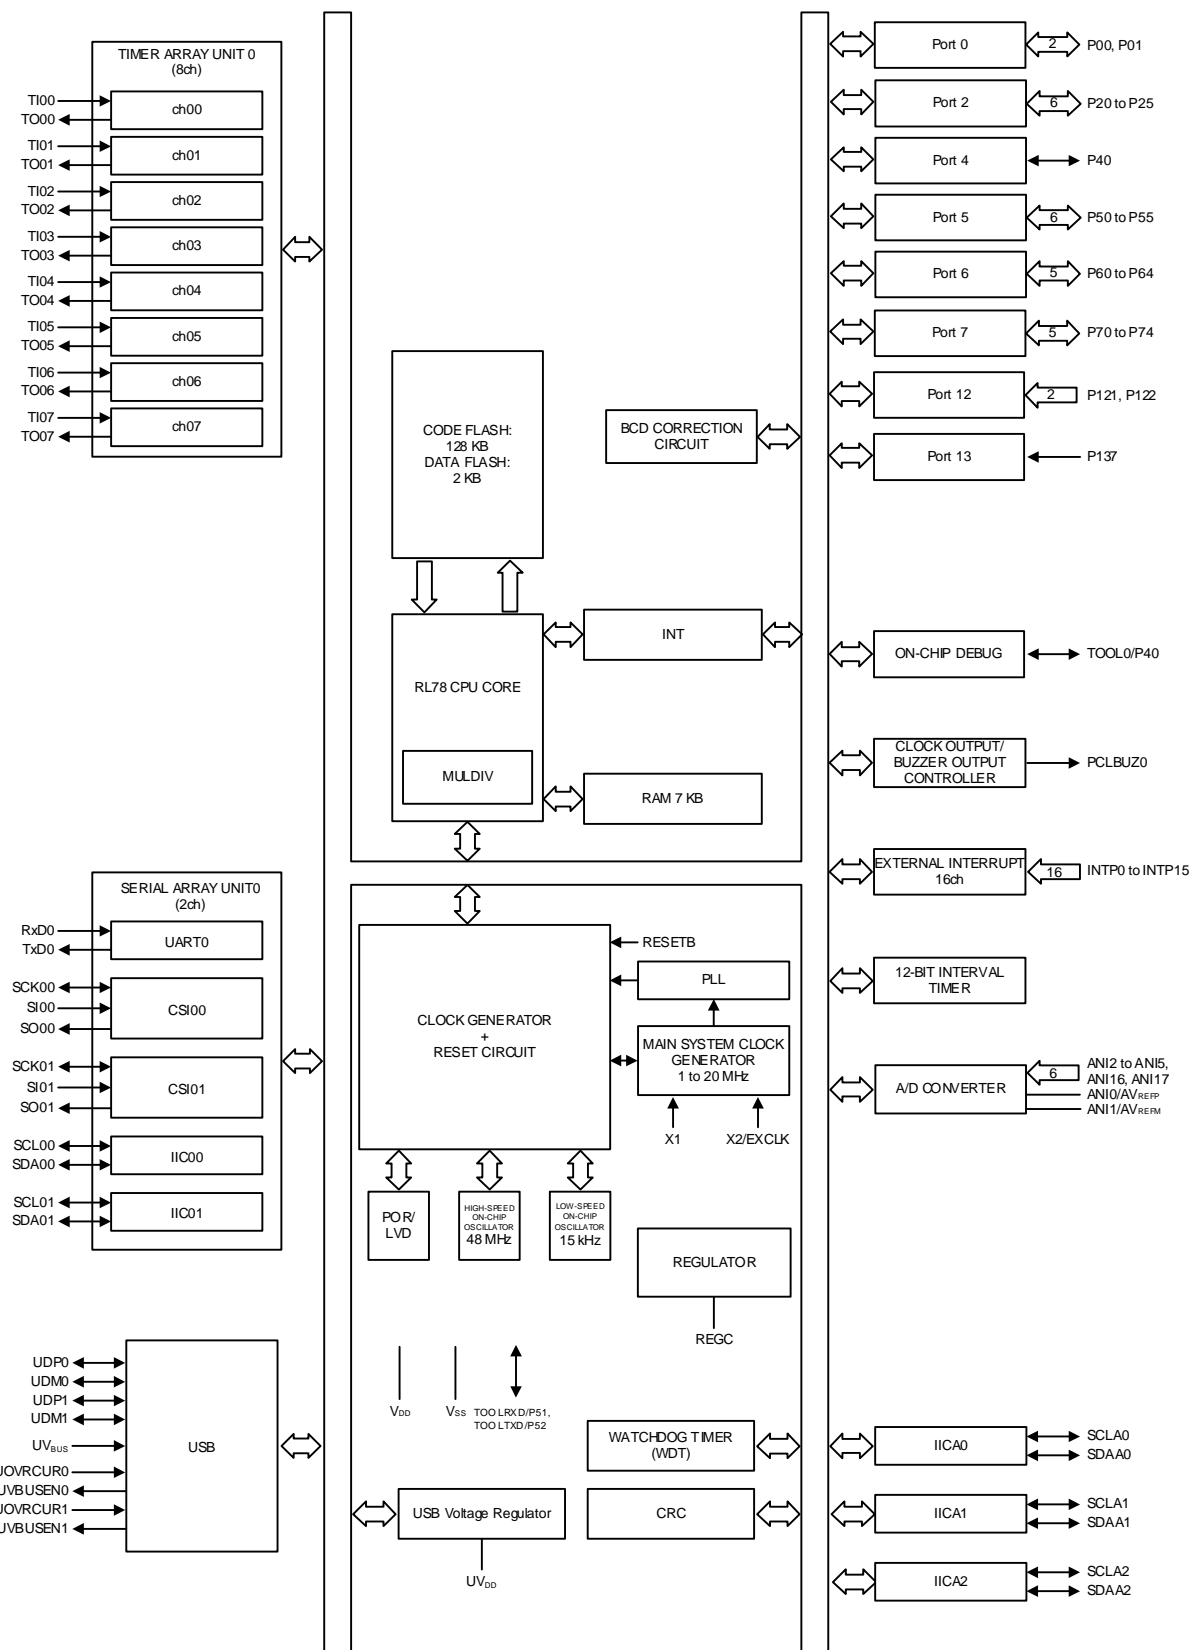 TIMER ARRAY UNIT 0
(8ch)
TI00
TO00
ch00
TI01
TO01
ch01
TI02
TO02
ch02
TI03
TO03
ch03
TI04
TO04
ch04
TI05
TO05
ch05
TI06
TO06
ch06
TI07
TO07
ch07
SERIAL ARRAY UNIT0
(2ch)
RxD0
TxD0
UART0
SCK00
SI00
SO00
CSI00
SCK01
SI01
SO01
CSI01
SCL00
SDA00
IIC00
SCL01
SDA01
IIC01
UDP0
UDM0
UDP1
UDM1
UVBUS
UOVRCUR0
UVBUSEN0
UOVRCUR1
UVBUSEN1
USB
CODE FLASH:
128 KB
DATA FLASH:
2 KB
BCD CORRECTION
CIRCUIT
RL78 CPU CORE
MULDIV
INT
RAM 7 KB
CLOCK GENERATOR
+
RESET CIRCUIT
RESETB
PLL
MAIN SYSTEM CLOCK
GENERATOR
1 to 20 MHz
X1
X2/EXCLK
POR/
LVD
HIGH-SPEED
ON-CHIP
OSCILLATOR
48 MHz
LOW-SPEED
ON-CHIP
OSCILLATOR
15 kHz
REGULATOR
REGC
VDD
VSS
TOOLRXD/P51,
TOOLTXD/P52
WATCHDOG TIMER
(WDT)
USB Voltage Regulator
UVDD
CRC
Port 0
2
P00, P01
Port 2
6
P20 to P25
Port 4
P40
Port 5
6
P50 to P55
Port 6
5
P60 to P64
Port 7
5
P70 to P74
Port 12
2
P121, P122
Port 13
P137
ON-CHIP DEBUG
TOOL0/P40
CLOCK OUTPUT/
BUZZER OUTPUT
CONTROLLER
PCLBUZ0
EXTERNAL INTERRUPT
16ch
16
INTP0 to INTP15
12-BIT INTERVAL
TIMER
A/D CONVERTER
6
ANI2 to ANI5,
ANI16, ANI17
ANI0/AVREFP
ANI1/AVREFM
IICA0
SCLA0
SDAA0
IICA1
SCLA1
SDAA1
IICA2
SCLA2
SDAA2